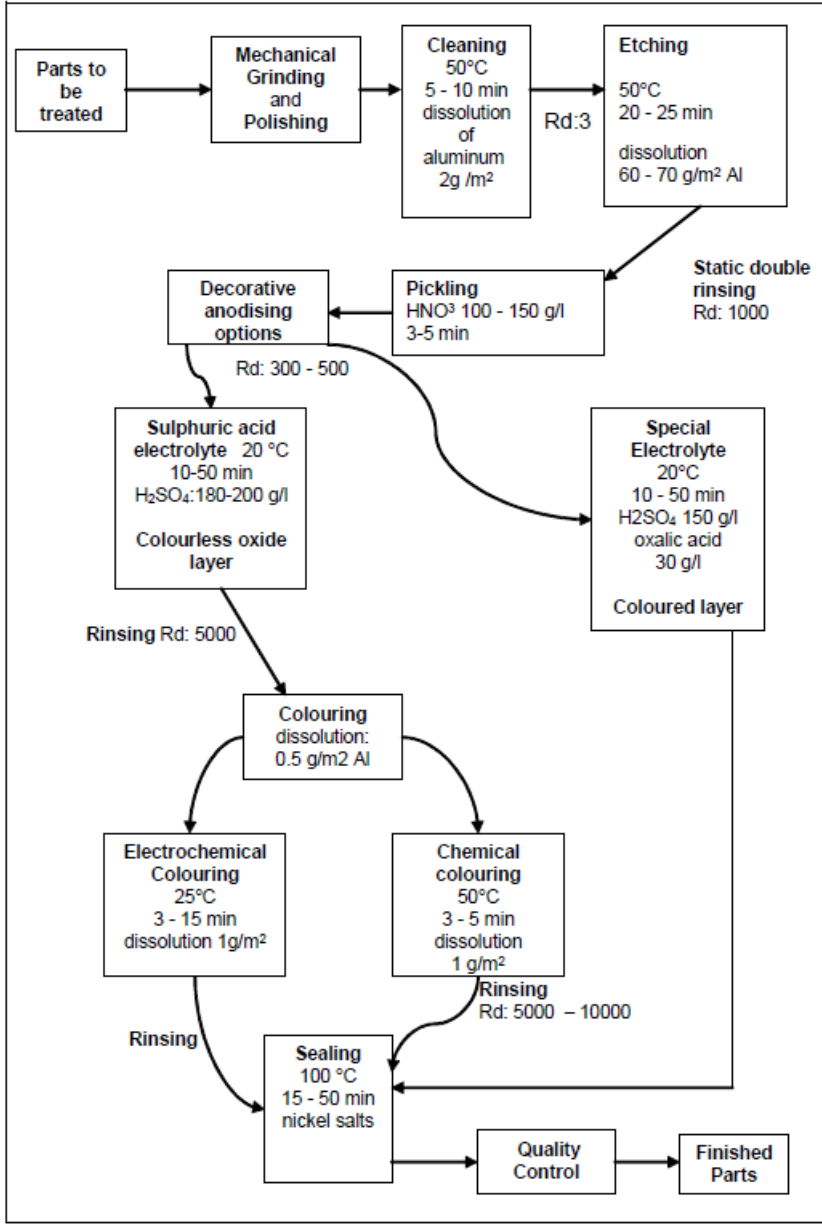 Parts to
be
treated
Mechanical
Grinding
and
Polishing
Cleaning
50°C
5 - 10 min
dissolution
of
aluminum
2g /m²
Rd:3
Etching
50°C
20 - 25 min
dissolution
60 - 70 g/m² Al
Static double
rinsing
Rd: 1000
Pickling
HNO³ 100 - 150 g/l
3-5 min
Decorative
anodising
options
Rd: 300 - 500
Sulphuric acid
electrolyte 20 °C
10-50 min
H₂SO₄:180-200 g/l
Colourless oxide
layer
Special
Electrolyte
20°C
10 - 50 min
H2SO₄ 150 g/l
oxalic acid
30 g/l
Coloured layer
Rinsing Rd: 5000
Colouring
dissolution:
0.5 g/m2 Al
Electrochemical
Colouring
25°C
3 - 15 min
dissolution 1g/m²
Chemical
colouring
50°C
3 - 5 min
dissolution
1 g/m²
Rinsing
Rinsing
Rd: 5000 – 10000
Sealing
100 °C
15 - 50 min
nickel salts
Quality
Control
Finished
Parts